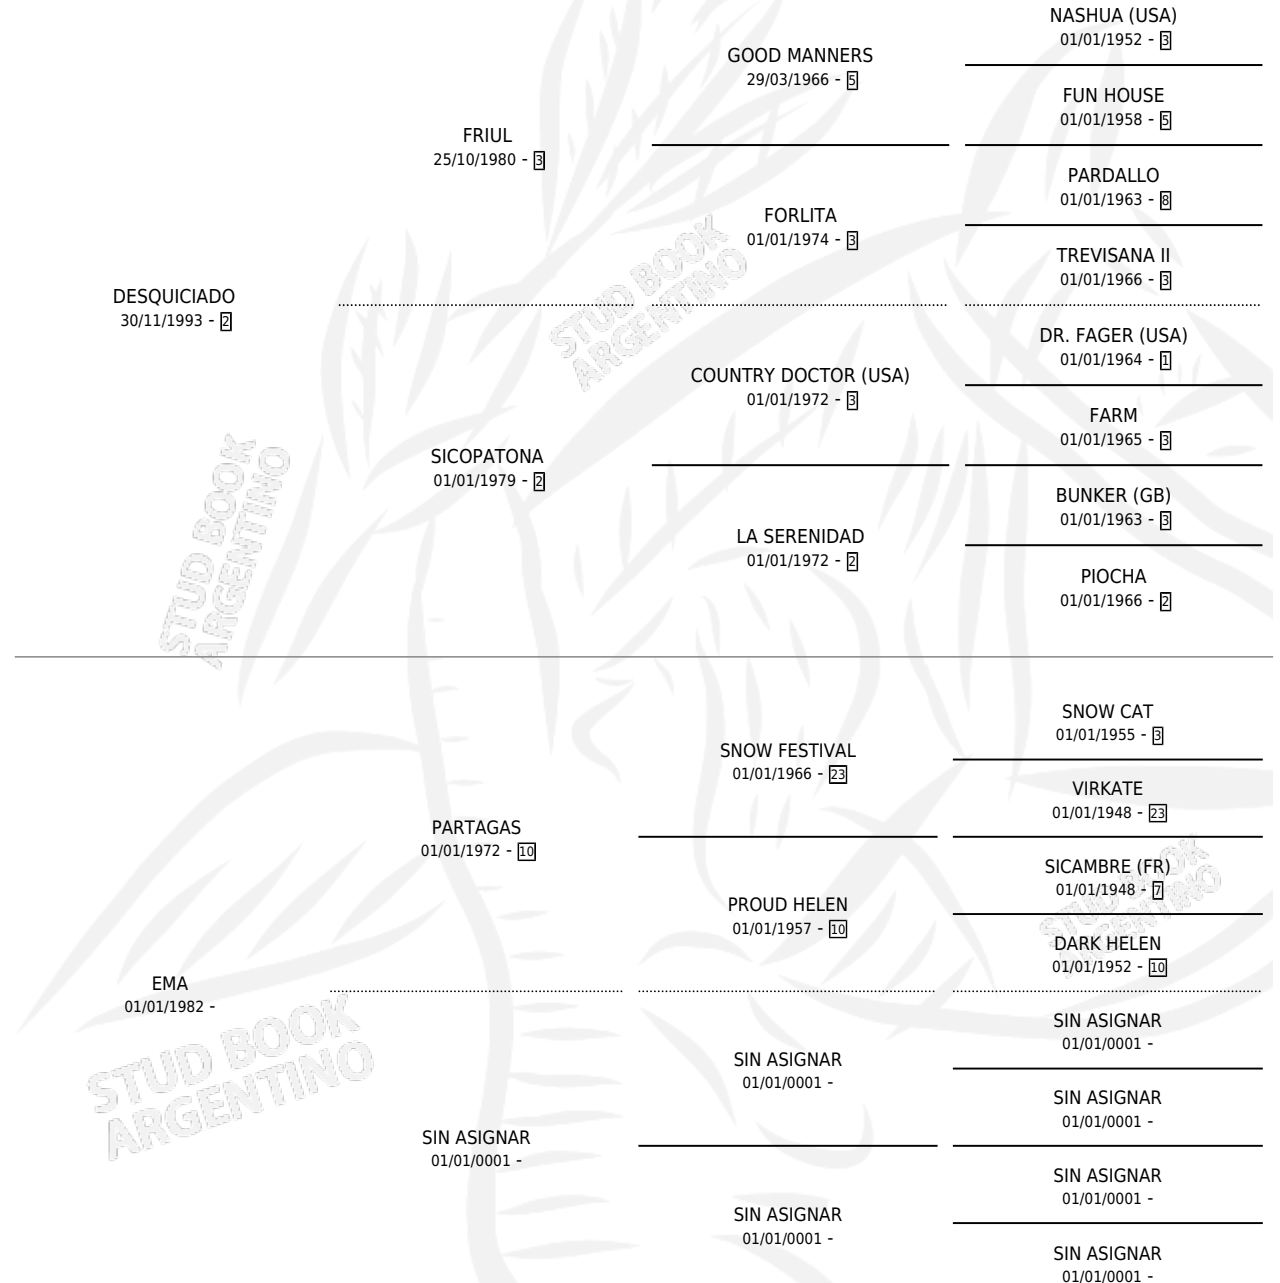 NASHUA (USA)
01/01/1952 - 3
GOOD MANNERS
29/03/1966 - 5
FUN HOUSE
01/01/1958 - 5
FRIUL
25/10/1980 - 3
PARDALLO
01/01/1963 - 8
FORLITA
01/01/1974 - 3
TREVISANA II
01/01/1966 - 3
DESQUICIADO
30/11/1993 - 2
DR. FAGER (USA)
01/01/1964 - 1
COUNTRY DOCTOR (USA)
01/01/1972 - 3
FARM
01/01/1965 - 3
SICOPATONA
01/01/1979 - 2
BUNKER (GB)
01/01/1963 - 3
LA SERENIDAD
01/01/1972 - 2
PIOCHA
01/01/1966 - 2
SNOW CAT
01/01/1955 - 3
SNOW FESTIVAL
01/01/1966 - 23
VIRKATE
01/01/1948 - 23
PARTAGAS
01/01/1972 - 10
SICAMBRE (FR)
01/01/1948 - 7
PROUD HELEN
01/01/1957 - 10
DARK HELEN
01/01/1952 - 10
EMA
01/01/1982 -
SIN ASIGNAR
01/01/0001 -
SIN ASIGNAR
01/01/0001 -
SIN ASIGNAR
01/01/0001 -
SIN ASIGNAR
01/01/0001 -
SIN ASIGNAR
01/01/0001 -
SIN ASIGNAR
01/01/0001 -
SIN ASIGNAR
01/01/0001 -
STUD BOOK
ARGENTINO
STUD BOOK
ARGENTINO
STUD BOOK
ARGENTINO
STUD BOOK
ARGENTINO